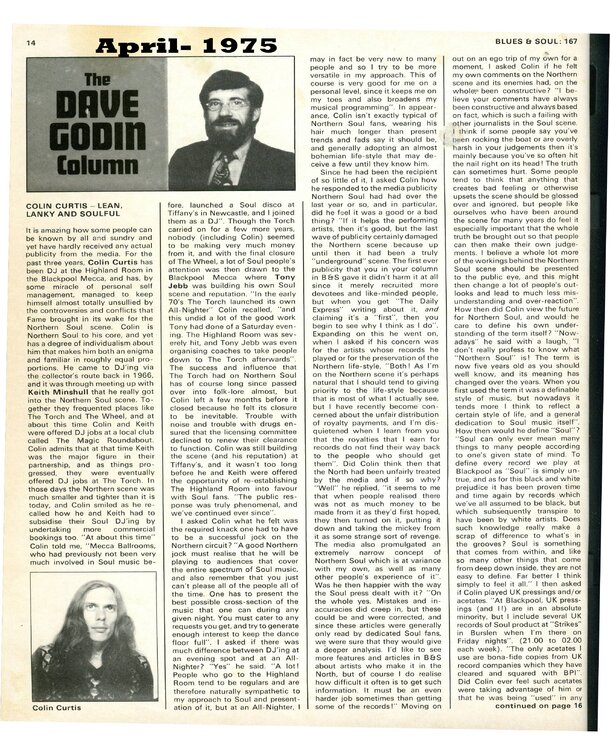 14
April- 1975
BLUES & SOUL: 167
The
DAVE
GODIN
Column
COLIN CURTIS – LEAN,
LANKY AND SOULFUL
It is amazing how some people can
be known by all and sundry and
yet have hardly received any actual
publicity from the media. For the
past three years, Colin Curtis has
been DJ at the Highland Room in
the Blackpool Mecca, and has, by
some miracle of personal self
management, managed to keep
himself almost totally unsullied by
the controversies and conflicts that
Fame brought in its wake for the
Northern Soul scene. Colin is
Northern Soul to his core, and yet
has a degree of individualism about
him that makes him both an enigma
and familiar in roughly equal pro-
portions. He came to DJ'ing via
the collector's route back in 1966,
and it was through meeting up with
Keith Minshull that he really got
into the Northern Soul scene. To-
gether they frequented places like
The Torch and The Wheel, and at
about this time Colin and Keith
were offered DJ jobs at a local club
called The Magic Roundabout.
Colin admits that at that time Keith
was the major figure in their
partnership, and as things pro-
gressed, they were eventually
offered DJ jobs at The Torch. In
those days the Northern scene was
much smaller and tighter than it is
today, and Colin smiled as he re-
called how he and Keith had to
subsidise their Soul DJ'ing by
undertaking more commercial
bookings too. "At about this time"
Colin told me, "Mecca Ballrooms,
who had previously not been very
much involved in Soul music be-
Colin Curtis
fore, launched a Soul disco at
Tiffany's in Newcastle, and I joined
them as a DJ". Though the Torch
carried on for a few more years,
nobody (including Colin) seemed
to be making very much money
from it, and with the final closure
of The Wheel, a lot of Soul people's
attention was then drawn to the
Blackpool Mecca where Tony
Jebb was building his own Soul
scene and reputation. "In the early
70's The Torch launched its own
All-Nighter" Colin recalled, "and
this undid a lot of the good work
Tony had done of a Saturday even-
ing. The Highland Room was sev-
erely hit, and Tony Jebb was even
organising coaches to take people
down to The Torch afterwards".
The success and influence that
The Torch had on Northern Soul
has of course long since passed
over into folk-lore almost, but
Colin left a few months before it
closed because he felt its closure
to be inevitable. Trouble with
noise and trouble with drugs en-
sured that the licensing committee
declined to renew their clearance
to function. Colin was still building
his scene (and his reputation) at
Tiffany's, and it wasn't too long
before he and Keith were offered
the opportunity of re-establishing
The Highland Room into favour
with Soul fans. "The public res-
ponse was truly phenomenal, and
we've continued ever since".
I asked Colin what he felt was
the required knack one had to have
to be a successful jock on the
Northern circuit? "A good Northern
jock must realise that he will be
playing to audiences that cover
the entire spectrum of Soul music,
and also remember that you just
can't please all of the people all of
the time. One has to present the
best possible cross-section of the
music that one can during any
given night. You must cater to any
requests you get, and try to generate
enough interest to keep the dance
floor full". I asked if there was
much difference between DJ'ing at
an evening spot and at an All-
Nighter? "Yes" he said. "A lot!
People who go to the Highland
Room tend to be regulars and are
therefore naturally sympathetic to
my approach to Soul and present-
ation of it, but at an All-Nighter, I
may in fact be very new to many
people and so I try to be more
versatile in my approach. This of
course is very good for me on a
personal level, since it keeps me on
my toes and also broadens my
musical programming". In appear-
ance, Colin isn't exactly typical of
Northern Soul fans, wearing his
hair much longer than present
trends and fads say it should be,
and generally adopting an almost
bohemian life-style that may de-
ceive a few until they know him.
Since he had been the recipient
of so little of it, I asked Colin how
he responded to the media publicity
Northern Soul had had over the
last year or so, and in particular,
did he feel it was a good or a bad
thing? "If it helps the performing
artists, then it's good, but the last
wave of publicity certainly damaged
the Northern scene because up
until then it had been a truly
"underground" scene. The first ever
publicity that you in your column
in B&S gave it didn't harm it at all
since it merely recruited more
devotees and like-minded people,
but when you get "The Daily
Express" writing about it, and
claiming it's a "first", then you
begin to see why I think as I do".
Expanding on this he went on,
when I asked if his concern was
for the artists whose records he
played or for the preservation of the
Northern life-style, "Both! As I'm
on the Northern scene it's perhaps
natural that I should tend to giving
priority to the life-style because
that is most of what I actually see,
but I have recently become con-
cerned about the unfair distribution
of royalty payments, and I'm dis-
quietened when I learn from you
that the royalties that I earn for
records do not find their way back
to the people who should get
them". Did Colin think then that
the North had been unfairly treated
by the media and if so why?
"Well" he replied, "it seems to me
that when people realised there
was not as much money to be
made from it as they'd first hoped,
they then turned on it, putting it
down and taking the mickey from
it as some strange sort of revenge.
The media also promulgated an
extremely narrow concept of
Northern Soul which is at variance
with my own, as well as many
other people's experience of it".
Was he then happier with the way
the Soul press dealt with it? "On
the whole yes. Mistakes and in-
accuracies did creep in, but these
could be and were corrected, and
since these articles were generally
only read by dedicated Soul fans,
we were sure that they would give
a deeper analysis. I'd like to see
more features and articles in B&S
about artists who make it in the
North, but of course I do realise
how difficult it often is to get such
information. It must be an even
harder job sometimes than getting
some of the records!" Moving on
out on an ego trip of my own for a
moment, I asked Colin if he felt
my own comments on the Northern
scene and its enemies had, on the
whole, been constructive? "I be-
lieve your comments have always
been constructive and always based
on fact, which is such a failing with
other journalists in the Soul scene.
I think if some people say you've
been rocking the boat or are overly
harsh in your judgements then it's
mainly because you've so often hit
the nail right on its head! The truth
can sometimes hurt. Some people
tend to think that anything that
creates bad feeling or otherwise
upsets the scene should be glossed
over and ignored, but people like
ourselves who have been around
the scene for many years do feel it
especially important that the whole
truth be brought out so that people
can then make their own judge-
ments. I believe a whole lot more
of the workings behind the Northern
Soul scene should be presented
to the public eye, and this might
then change a lot of people's out-
looks and lead to much less mis-
understanding and over-reaction".
How then did Colin view the future
for Northern Soul, and would he
care to define his own under-
standing of the term itself? "Now-
adays" he said with a laugh, "I
don't really profess to know what
"Northern Soul" is! The term is
now five years old as you should
well know, and its meaning has
changed over the years. When you
first used the term it was a definable
style of music, but nowadays it
tends more I think to reflect a
certain style of life, and a general
dedication to Soul music itself".
How then would he define "Soul"?
"Soul can only ever mean many
things to many people according
to one's given state of mind. To
define every record we play at
Blackpool as "Soul" is simply un-
true, and as for this black and white
prejudice it has been proven time
and time again by records which
we've all assumed to be black, but
which subsequently transpire to
have been by white artists. Does
such knowledge really make a
scrap of difference to what's in
the grooves? Soul is something
that comes from within, and like
so many other things that come
from deep down inside, they are not
easy to define. Far better I think
simply to feel it all." I then asked
if Colin played UK pressings and/or
acetates. "At Blackpool, UK press-
ings (and I!) are in an absolute
minority, but I include several UK
records of Soul product at "Strikes"
in Burslen when I'm there on
Friday nights". (21.00 to 02.00
each week). "The only acetates I
use are bona-fide copies from UK
record companies which they have
cleared and squared with BPI".
Did Colin ever feel such acetates
were taking advantage of him or
that he was being "used" in any
continued on page 16